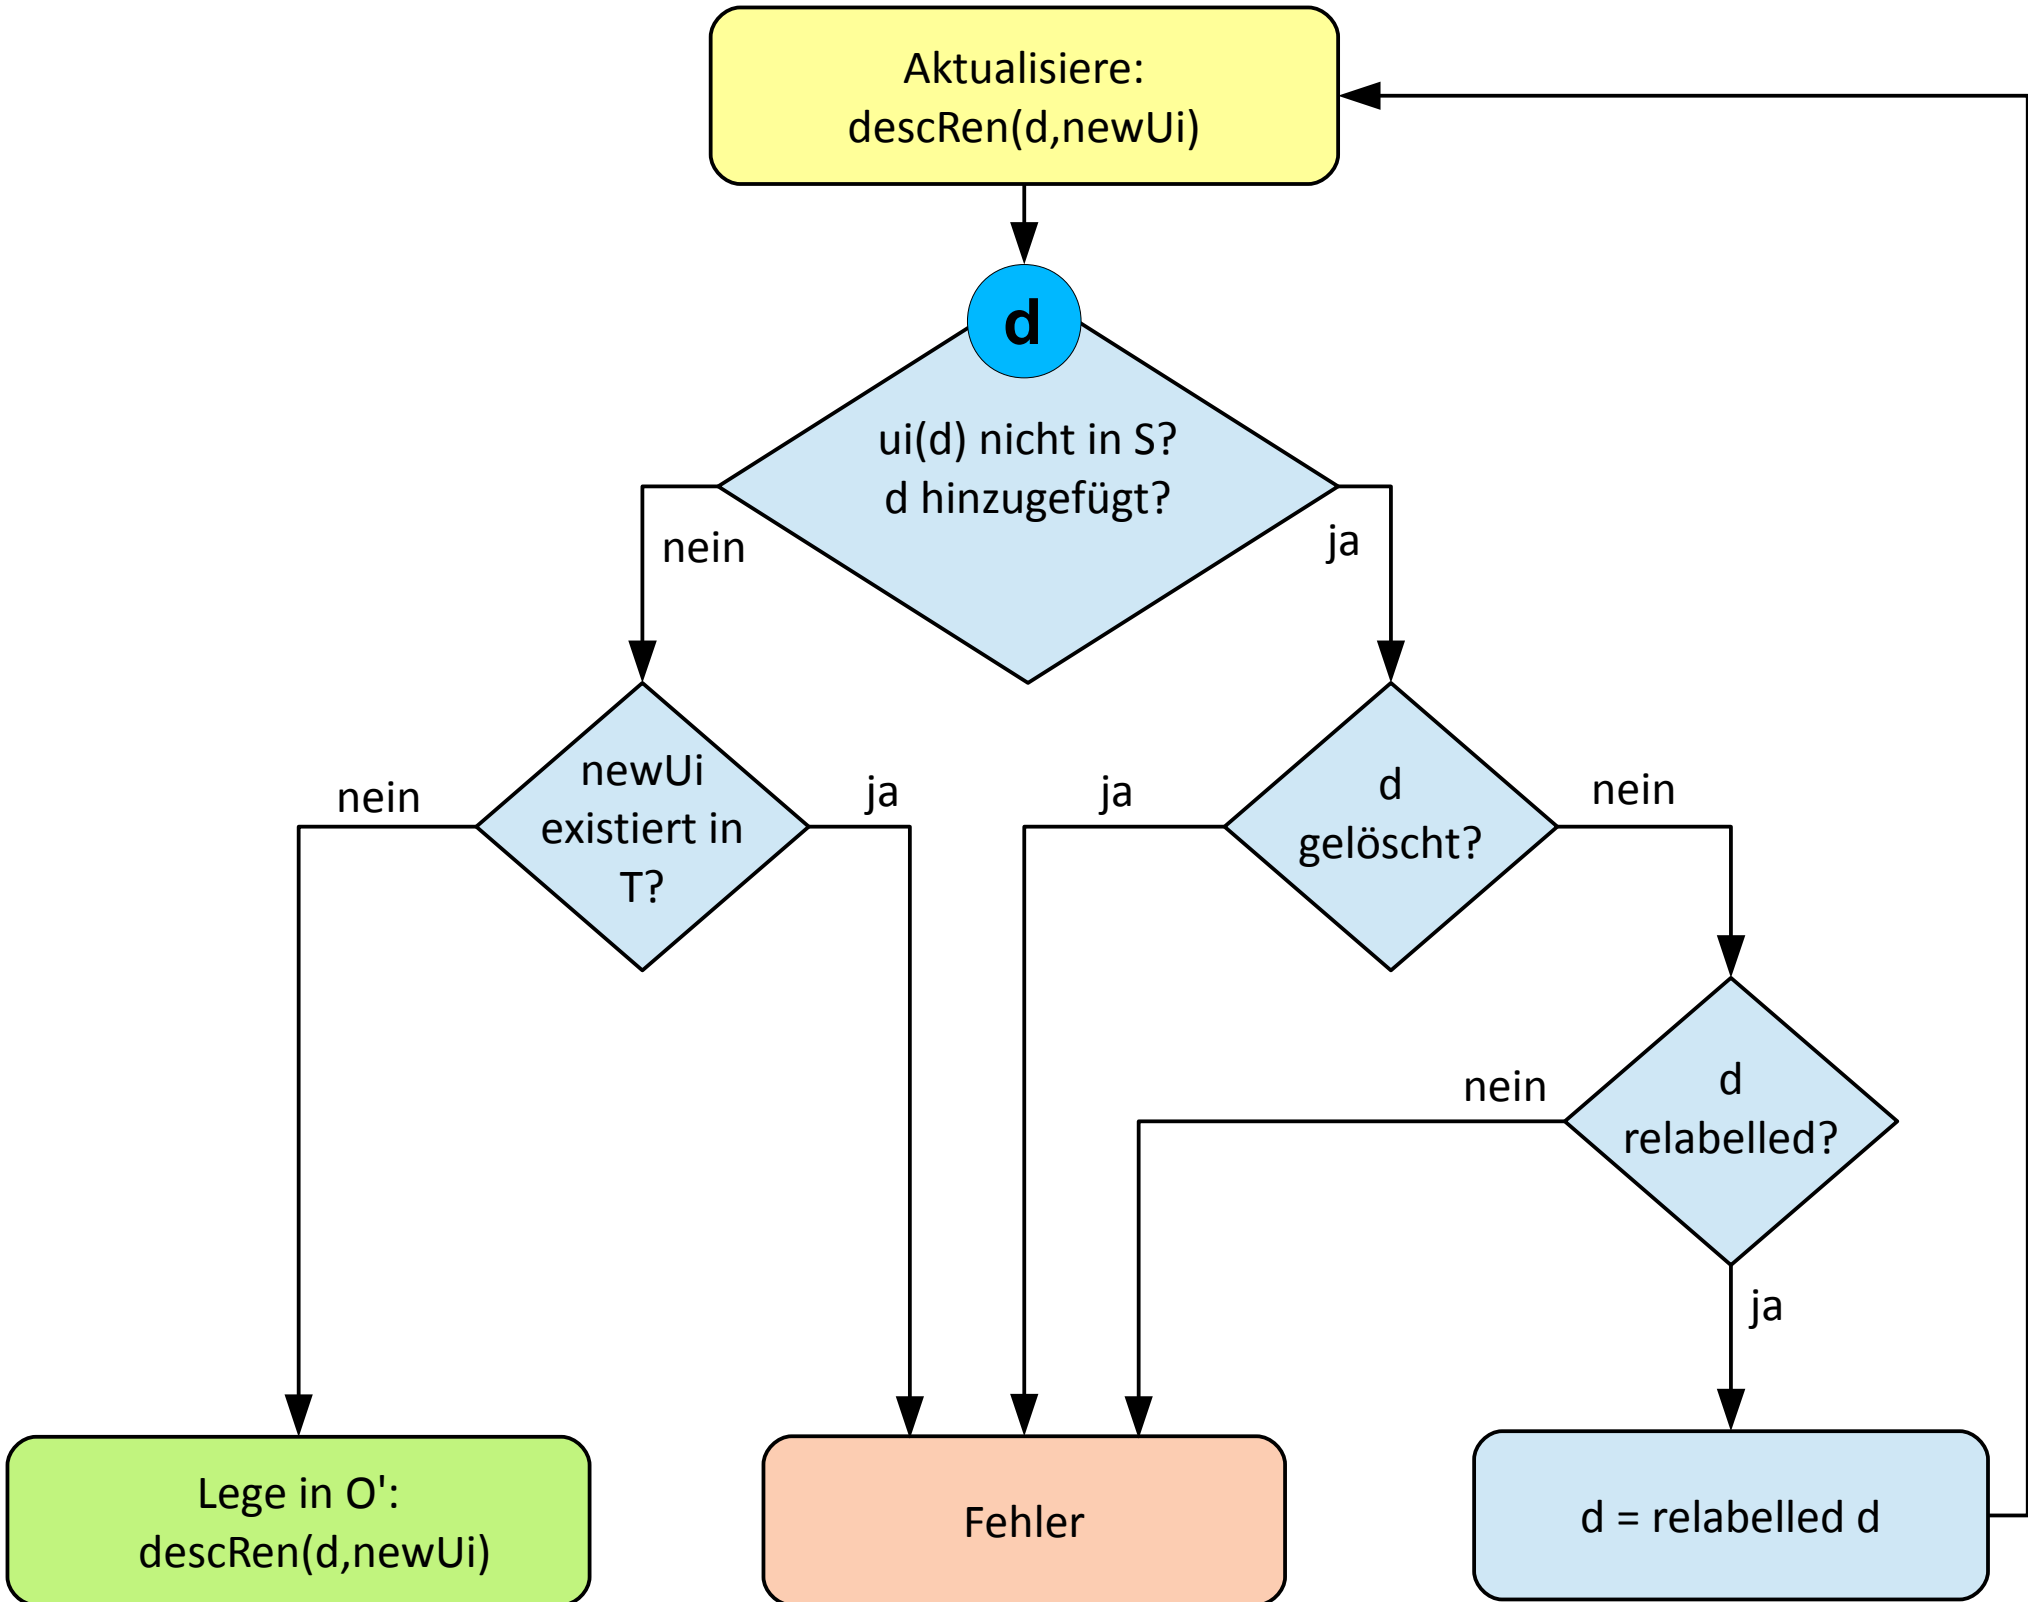 Aktualisiere:
descRen(d,newUi)
d
ui(d) nicht in S?
d hinzugefügt?
nein
ja
newUi
existiert in
T?
nein
ja
d
gelöscht?
ja
nein
d
relabelled?
nein
ja
Lege in O':
descRen(d,newUi)
Fehler
d = relabelled d